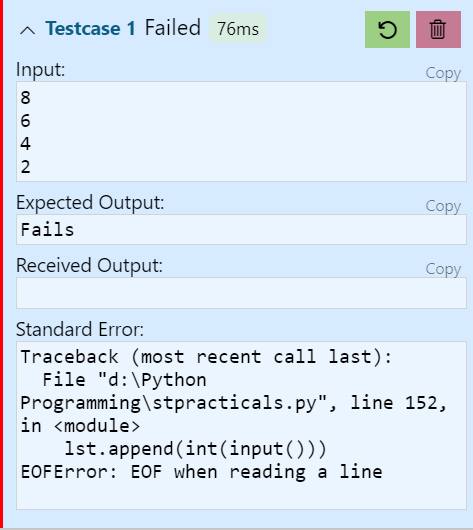 Testcase 1 Failed 76ms
Input:
Copy
8
6
4
2
Expected Output:
Copy
Fails
Received Output:
Copy
Standard Error:
Traceback (most recent call last):
  File "d:\Python
Programming\stpracticals.py", line 152,
in <module>
    lst.append(int(input()))
EOFError: EOF when reading a line